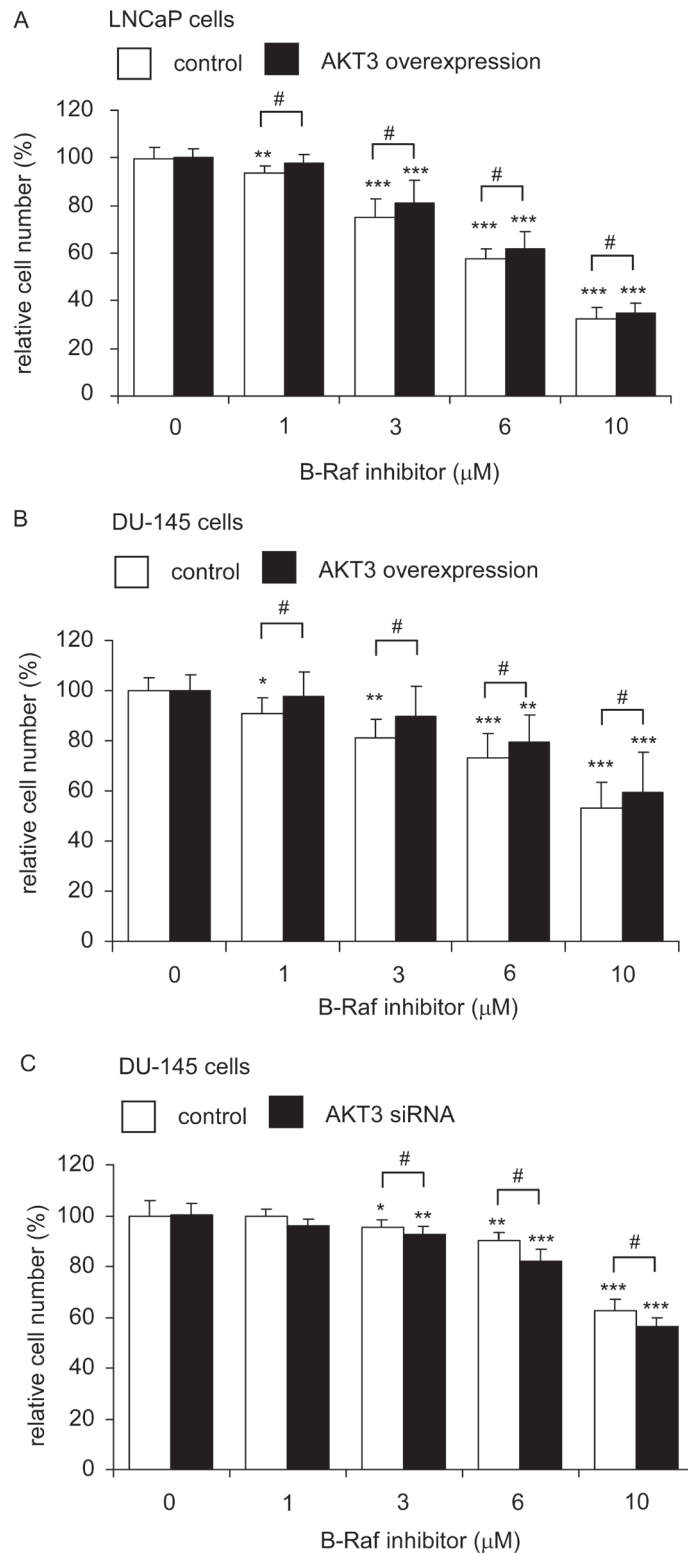 A
LNCaP cells
control AKT3 overexpression
relative cell number (%)
120
100
80
60
40
20
0
#
#
#
#
**
*** ***
*** ***
*** ***
0 1 3 6 10
B-Raf inhibitor (μM)
B
DU-145 cells
control AKT3 overexpression
relative cell number (%)
120
100
80
60
40
20
0
#
#
#
#
*
**
*** **
*** ***
0 1 3 6 10
B-Raf inhibitor (μM)
C
DU-145 cells
control AKT3 siRNA
relative cell number (%)
120
100
80
60
40
20
0
#
#
#
* **
** ***
*** ***
0 1 3 6 10
B-Raf inhibitor (μM)